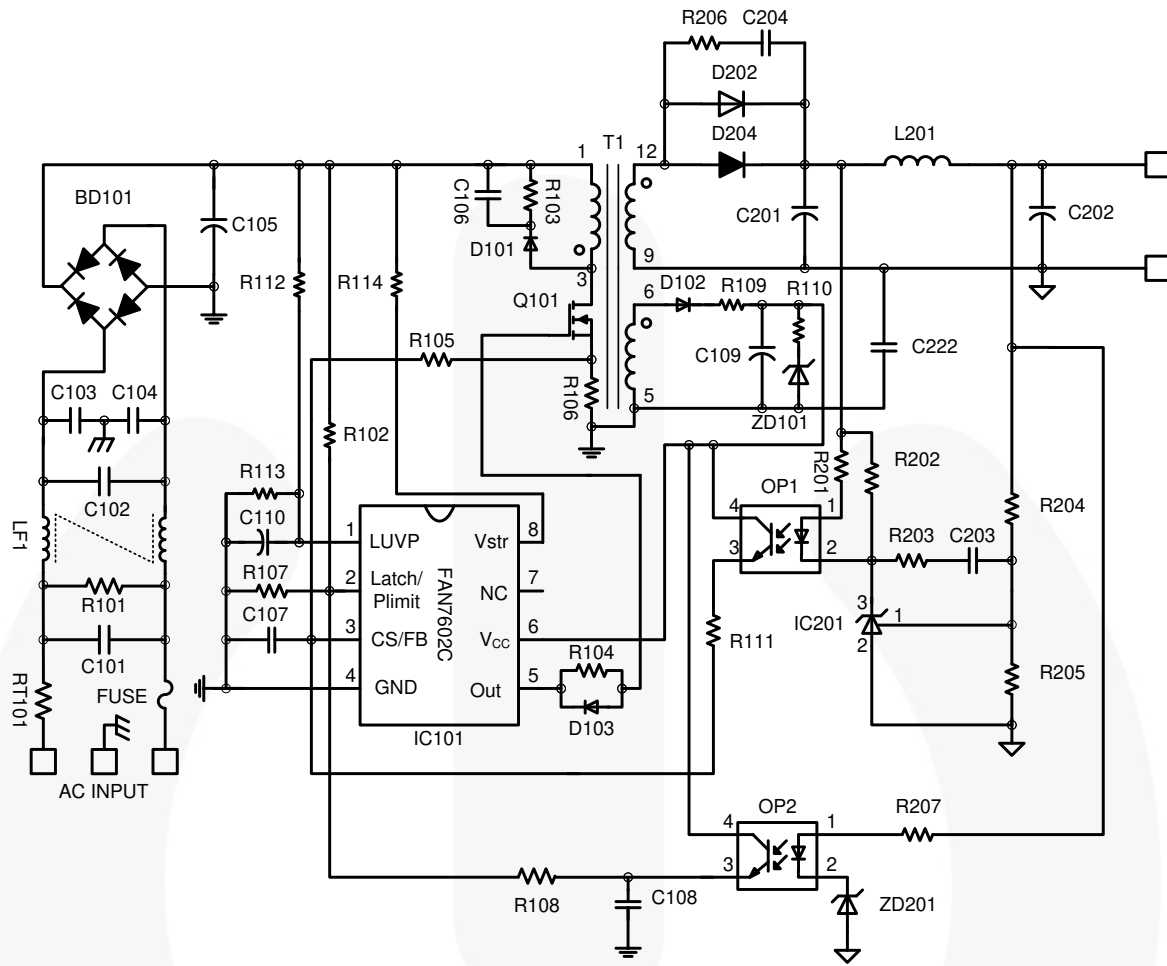 R206
C204
D202
D204
T1
1
12
L201
BD101
C105
C106
R103
D101
C201
C202
3
9
R112
R114
Q101
6
D102
R109
R110
R105
C109
C222
R106
5
ZD101
C103
C104
R102
R201
R202
R113
C102
C110
OP1
R204
LF1
1
LUVP
Vstr
8
4
1
R203
C203
R107
2
Latch/
Plimit
FAN7602C
NC
7
3
2
R101
C107
3
CS/FB
VCC
6
R111
3
1
IC201
2
C101
R104
R205
RT101
FUSE
4
GND
Out
5
D103
IC101
AC INPUT
OP2
4
1
R207
3
2
R108
C108
ZD201